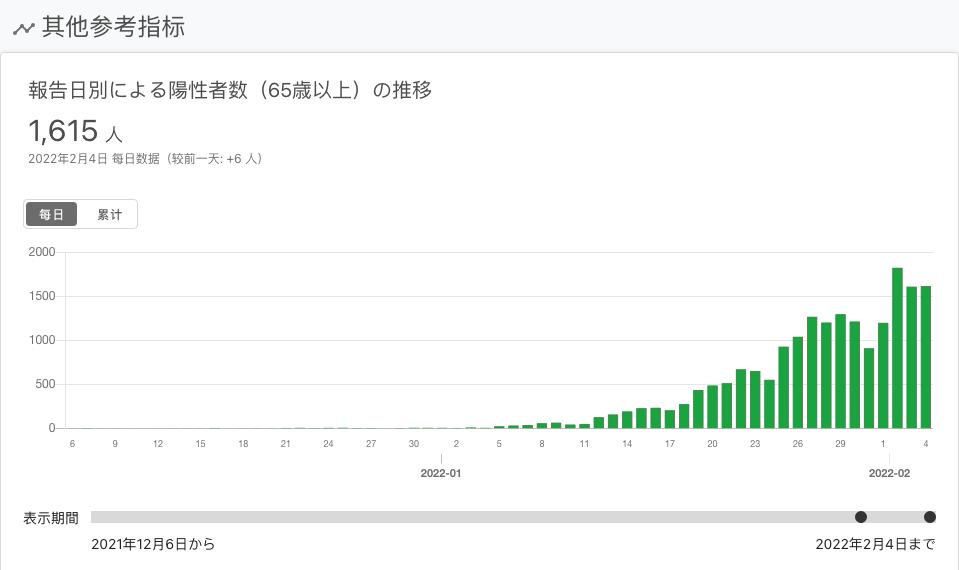 其他参考指标
報告日別による陽性者数（65歳以上）の推移
1,615 人
2022年2月4日 每日数据（较前一天: +6 人）
每日 累计
2000
1500
1000
500
0
6 9 12 15 18 21 24 27 30 2 5 8 11 14 17 20 23 26 29 1 4
2022-01 2022-02
表示期間
2021年12月6日から 2022年2月4日まで